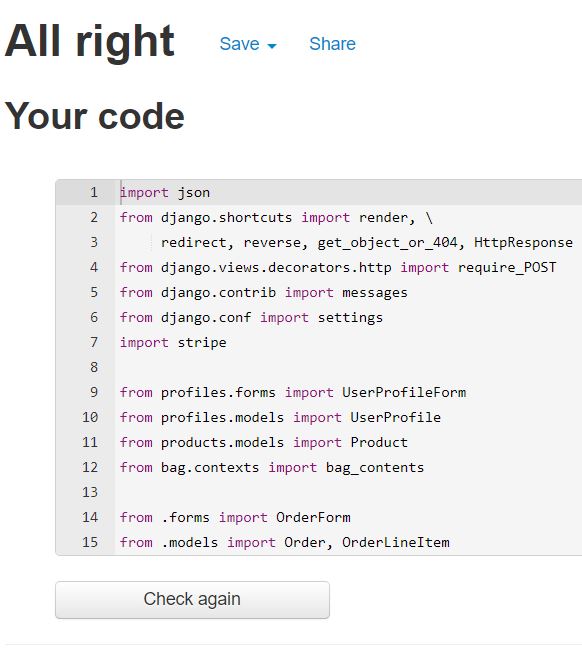 All right Save Share
Your code
1 import json
2 from django.shortcuts import render, \
3 redirect, reverse, get_object_or_404, HttpResponse
4 from django.views.decorators.http import require_POST
5 from django.contrib import messages
6 from django.conf import settings
7 import stripe
8
9 from profiles.forms import UserProfileForm
10 from profiles.models import UserProfile
11 from products.models import Product
12 from bag.contexts import bag_contents
13
14 from .forms import OrderForm
15 from .models import Order, OrderLineItem
Check again